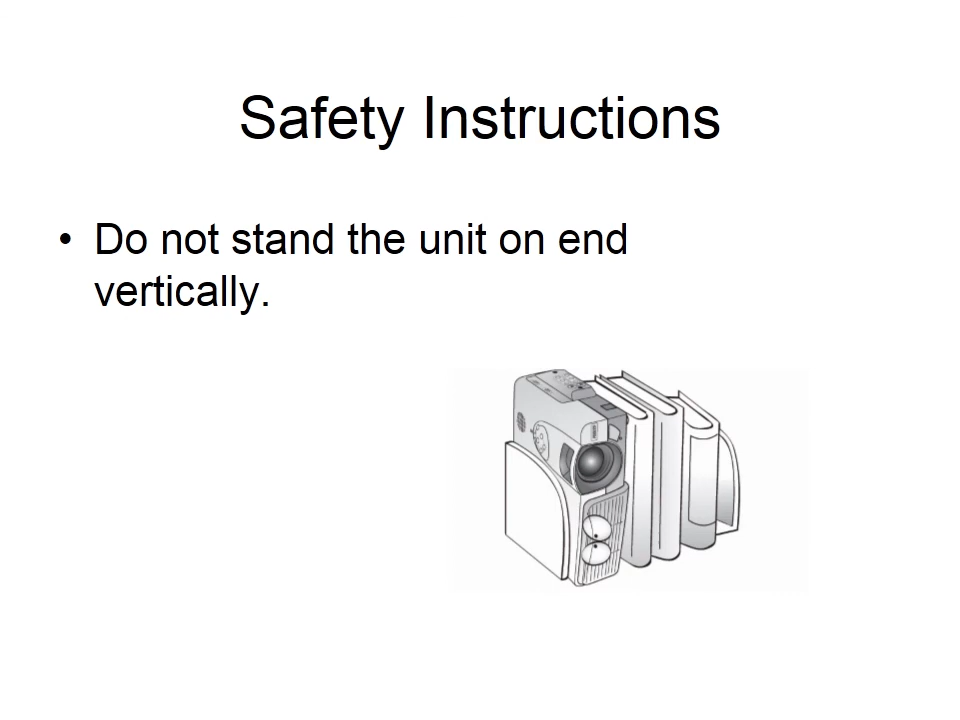 Safety Instructions
• Do not stand the unit on end
vertically.